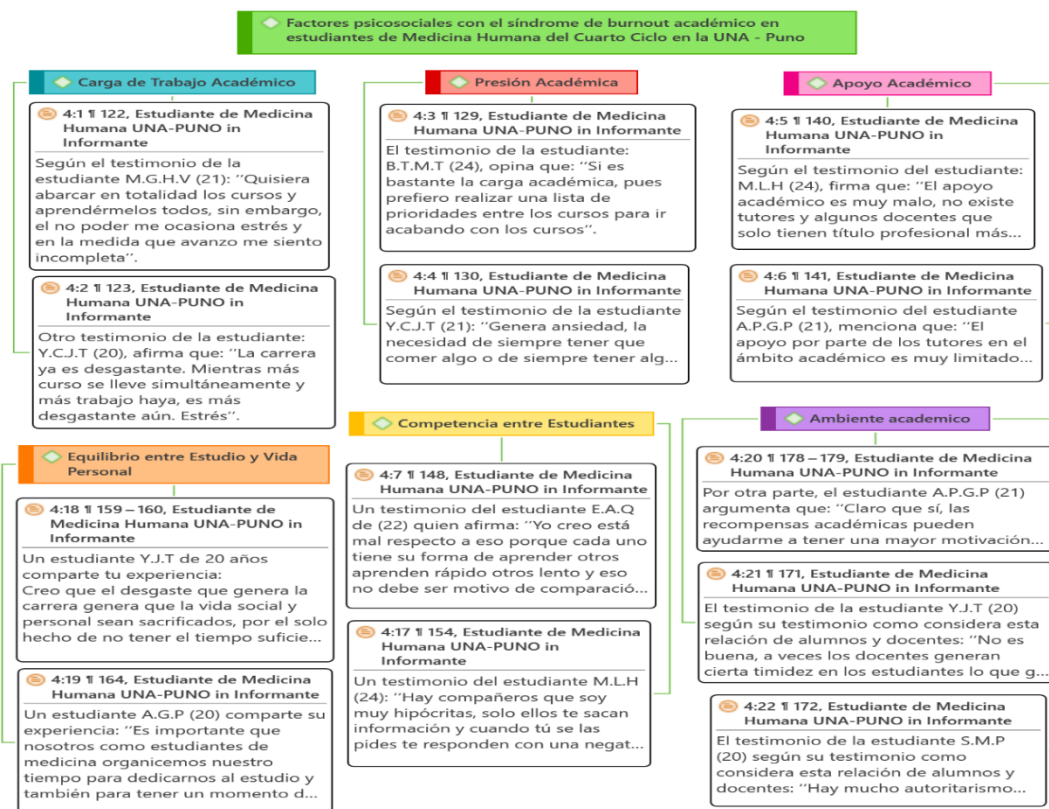 Factores psicosociales con el síndrome de burnout académico en
estudiantes de Medicina Humana del Cuarto Ciclo en la UNA - Puno
Carga de Trabajo Académico
4:1 ¶ 122, Estudiante de Medicina
Humana UNA-PUNO in
Informante
Según el testimonio de la
estudiante M.G.H.V (21): ‘‘Quisiera
abarcar en totalidad los cursos y
aprendérmelos todos, sin embargo,
el no poder me ocasiona estrés y
en la medida que avanzo me siento
incompleta’’.
4:2 ¶ 123, Estudiante de Medicina
Humana UNA-PUNO in
Informante
Otro testimonio de la estudiante:
Y.C.J.T (20), afirma que: ‘‘La carrera
ya es desgastante. Mientras más
curso se lleve simultáneamente y
más trabajo haya, es más
desgastante aún. Estrés’’.
Presión Académica
4:3 ¶ 129, Estudiante de Medicina
Humana UNA-PUNO in Informante
El testimonio de la estudiante:
B.T.M.T (24), opina que: ‘‘Si es
bastante la carga académica, pues
prefiero realizar una lista de
prioridades entre los cursos para ir
acabando con los cursos’’.
4:4 ¶ 130, Estudiante de Medicina
Humana UNA-PUNO in Informante
Según el testimonio de la estudiante
Y.C.J.T (21): ‘‘Genera ansiedad, la
necesidad de siempre tener que
comer algo o de siempre tener alg...
Apoyo Académico
4:5 ¶ 140, Estudiante de Medicina
Humana UNA-PUNO in
Informante
Según el testimonio del estudiante:
M.L.H (24), firma que: ‘‘El apoyo
académico es muy malo, no existe
tutores y algunos docentes que
solo tienen título profesional más...
4:6 ¶ 141, Estudiante de Medicina
Humana UNA-PUNO in Informante
Según el testimonio del estudiante
A.P.G.P (21), menciona que: ‘‘El
apoyo por parte de los tutores en el
ámbito académico es muy limitado...
Equilibrio entre Estudio y Vida
Personal
4:18 ¶ 159 – 160, Estudiante de
Medicina Humana UNA-PUNO in
Informante
Un estudiante Y.J.T de 20 años
comparte tu experiencia:
Creo que el desgaste que genera la
carrera genera que la vida social y
personal sean sacrificados, por el solo
hecho de no tener el tiempo suficie...
4:19 ¶ 164, Estudiante de Medicina
Humana UNA-PUNO in Informante
Un estudiante A.G.P (20) comparte su
experiencia: ‘‘Es importante que
nosotros como estudiantes de
medicina organicemos nuestro
tiempo para dedicarnos al estudio y
también para tener un momento d...
Competencia entre Estudiantes
4:7 ¶ 148, Estudiante de Medicina
Humana UNA-PUNO in Informante
Un testimonio del estudiante E.A.Q
de (22) quien afirma: ‘‘Yo creo está
mal respecto a eso porque cada uno
tiene su forma de aprender otros
aprenden rápido otros lento y eso
no debe ser motivo de comparació...
4:17 ¶ 154, Estudiante de Medicina
Humana UNA-PUNO in
Informante
Un testimonio del estudiante M.L.H
(24): ‘‘Hay compañeros que soy
muy hipócritas, solo ellos te sacan
información y cuando tú se las
pides te responden con una negat...
Ambiente academico
4:20 ¶ 178 – 179, Estudiante de Medicina
Humana UNA-PUNO in Informante
Por otra parte, el estudiante A.P.G.P (21)
argumenta que: ‘‘Claro que sí, las
recompensas académicas pueden
ayudarme a tener una mayor motivación...
4:21 ¶ 171, Estudiante de Medicina
Humana UNA-PUNO in Informante
El testimonio de la estudiante Y.J.T (20)
según su testimonio como considera esta
relación de alumnos y docentes: ‘‘No es
buena, a veces los docentes generan
cierta timidez en los estudiantes lo que g...
4:22 ¶ 172, Estudiante de Medicina
Humana UNA-PUNO in Informante
El testimonio de la estudiante S.M.P
(20) según su testimonio como
considera esta relación de alumnos y
docentes: ‘‘Hay mucho autoritarismo...